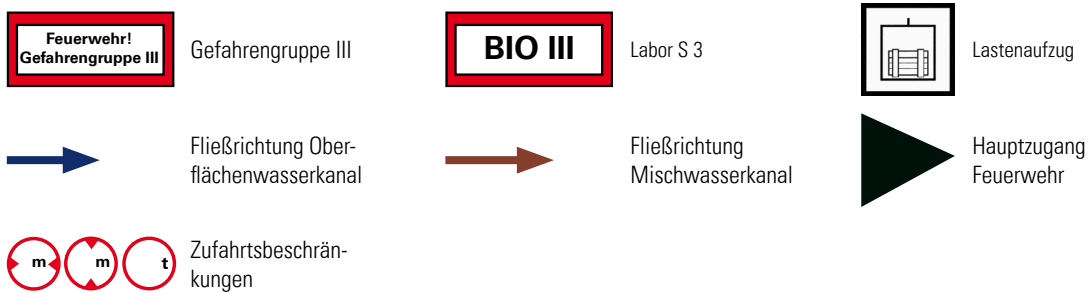 Feuerwehr!
Gefahrengruppe III
Gefahrengruppe III
BIO III
Labor S 3
Lastenaufzug
Fließrichtung Ober-
flächenwasserkanal
Fließrichtung
Mischwasserkanal
Hauptzugang
Feuerwehr
m
m
t
Zufahrtsbeschrän-
kungen